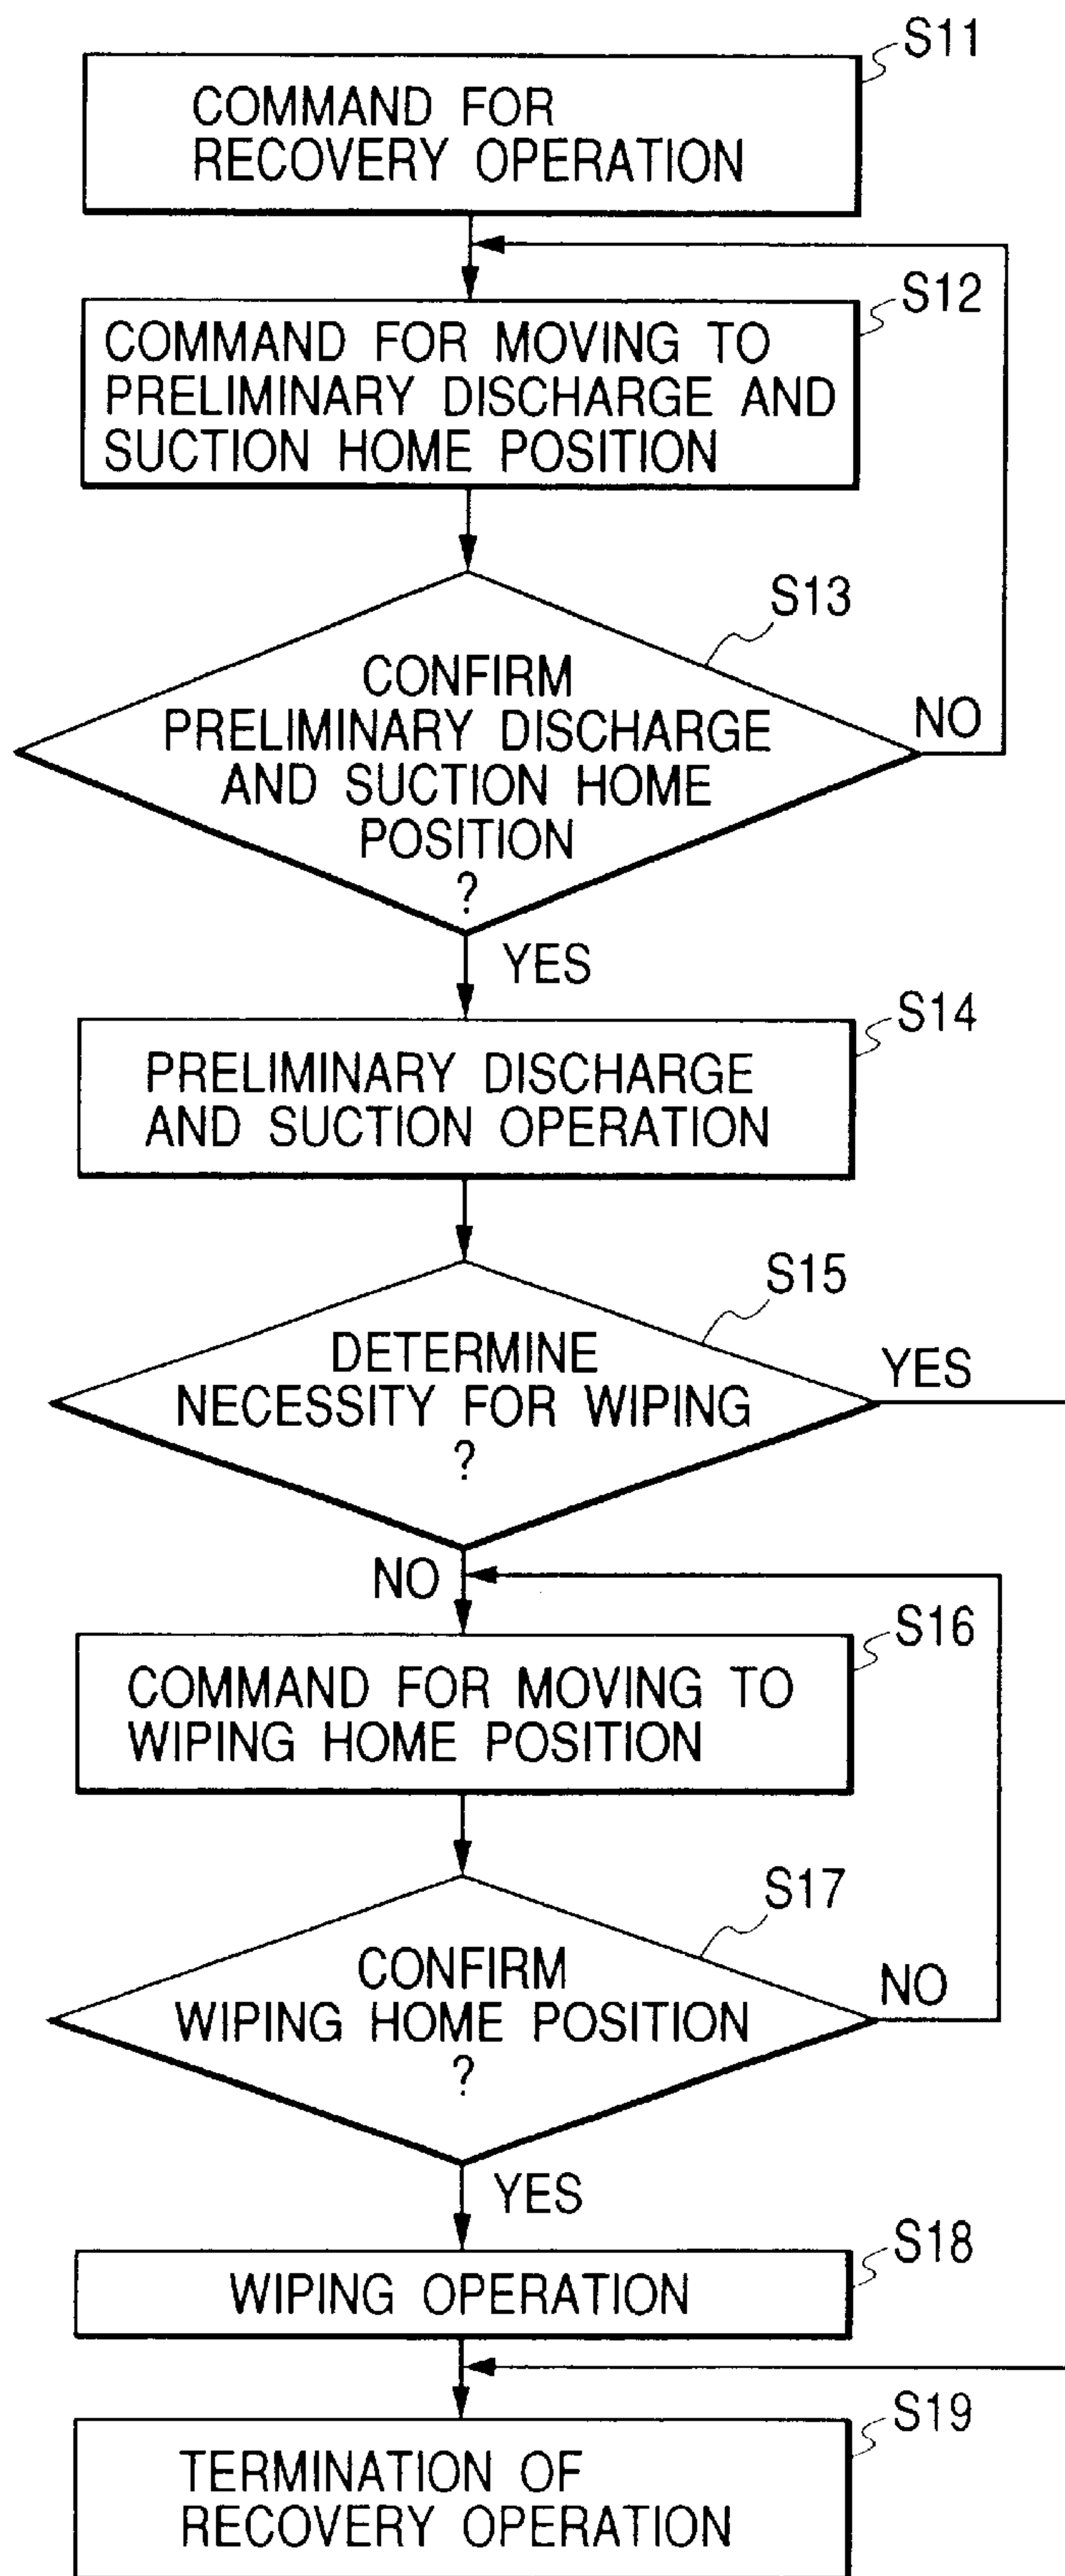 S11
COMMAND FOR
RECOVERY OPERATION
S12
COMMAND FOR MOVING TO
PRELIMINARY DISCHARGE AND
SUCTION HOME POSITION
S13
CONFIRM
PRELIMINARY DISCHARGE
AND SUCTION HOME
POSITION
?
NO
YES
S14
PRELIMINARY DISCHARGE
AND SUCTION OPERATION
S15
DETERMINE
NECESSITY FOR WIPING
?
YES
NO
S16
COMMAND FOR MOVING TO
WIPING HOME POSITION
S17
CONFIRM
WIPING HOME POSITION
?
NO
YES
S18
WIPING OPERATION
S19
TERMINATION OF
RECOVERY OPERATION